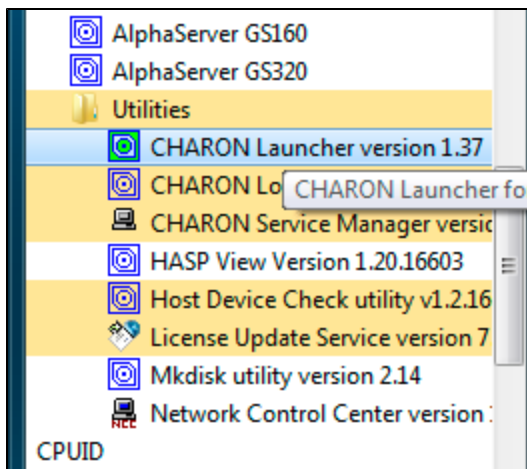 AlphaServer GS160
AlphaServer GS320
Utilities
CHARON Launcher version 1.37
CHARON Lo
CHARON Launcher fo
CHARON Service Manager versic
HASP View Version 1.20.16603
Host Device Check utility v1.2.16
License Update Service version 7
Mkdisk utility version 2.14
NCC
Network Control Center version
CPUID